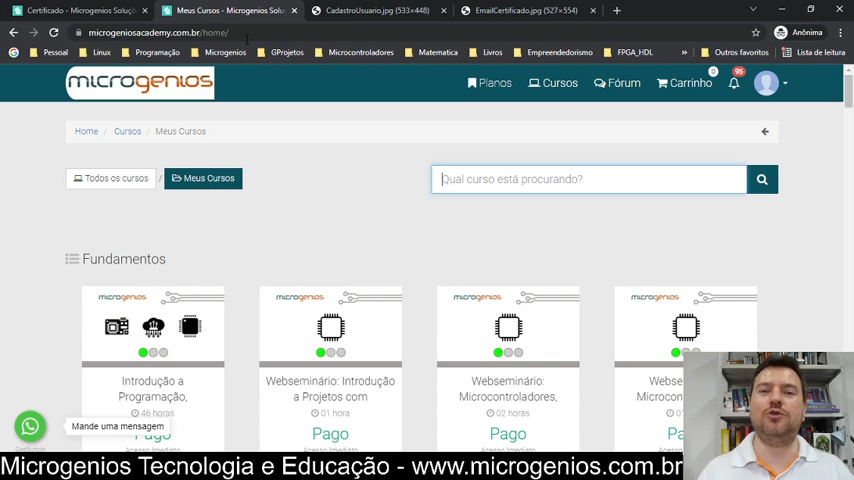 Certificado - Microgenios Soluçõ
Meus Cursos - Microgenios Solu
CadastroUsuario.jpg (533×448)
EmailCertificado.jpg (527×554)
microgeniosacademy.com.br/home/
Anônima
Pessoal
Linux
Programação
Microgenios
GProjetos
Microcontroladores
Matematica
Livros
Empreendedorismo
FPGA_HDL
»
Outros favoritos
Lista de leitura
microgenios
Planos
Cursos
Fórum
Carrinho
0
95
Home / Cursos / Meus Cursos
Todos os cursos / Meus Cursos
Qual curso está procurando?
Fundamentos
microgenios
microgenios
microgenios
microgenios
Introdução a
Programação,
46 horas
Pago
Webseminário: Introdução
a Projetos com
01 hora
Pago
Webseminário:
Microcontroladores,
02 horas
Pago
Mande uma mensagem
Microgenios Tecnologia e Educação - www.microgenios.com.br